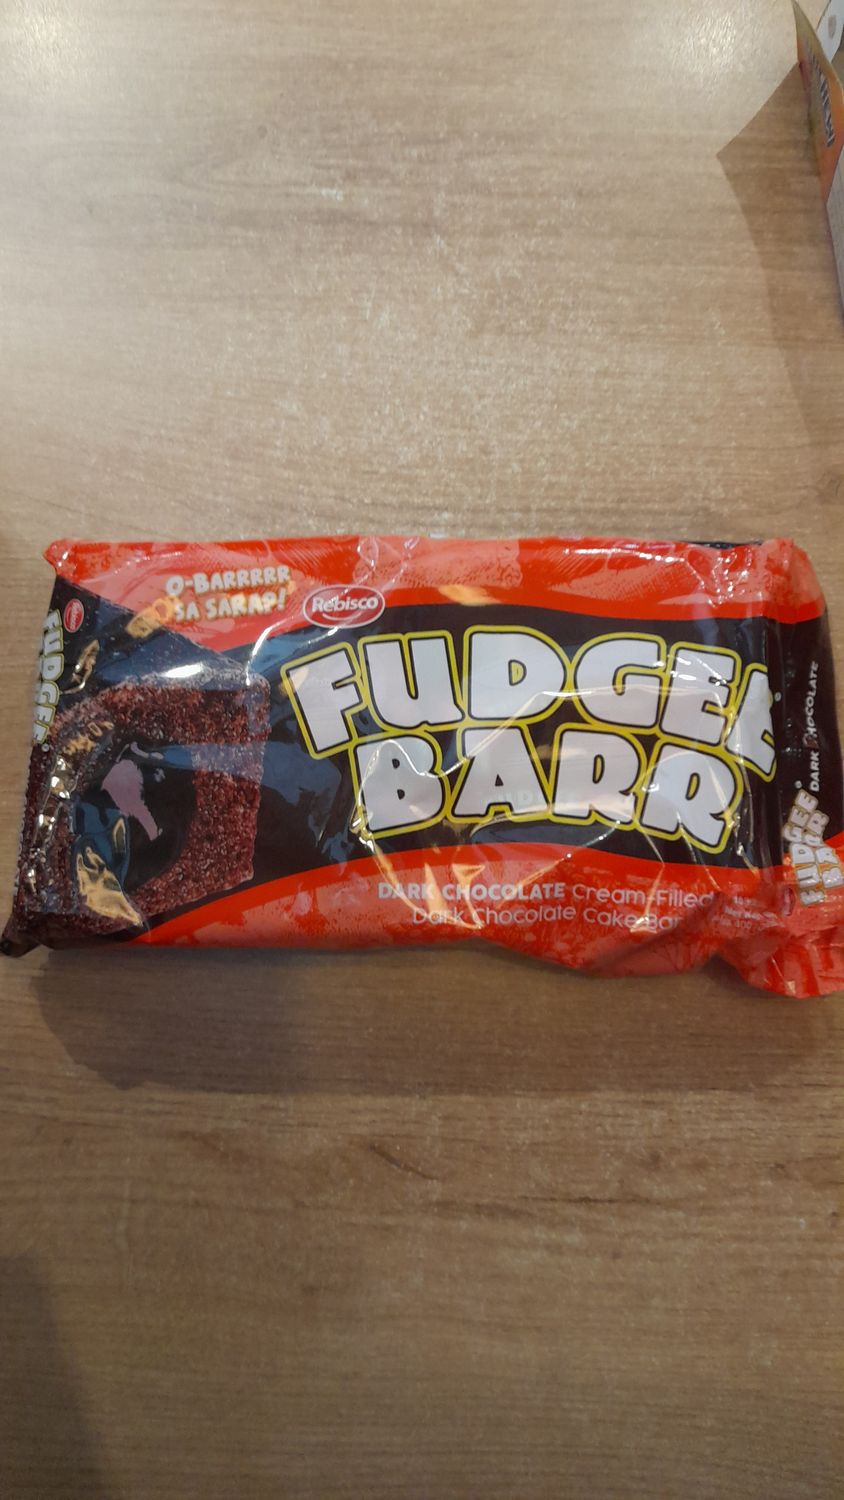 O-BARRRRR
SA SARAP!
Rebisco
FUDGEE
BARR
DARK CHOCOLATE Cream-Filled
Dark Chocolate Cake Bar
FUDGEE
FUDGEE
BARR
DARK CHOCOLATE